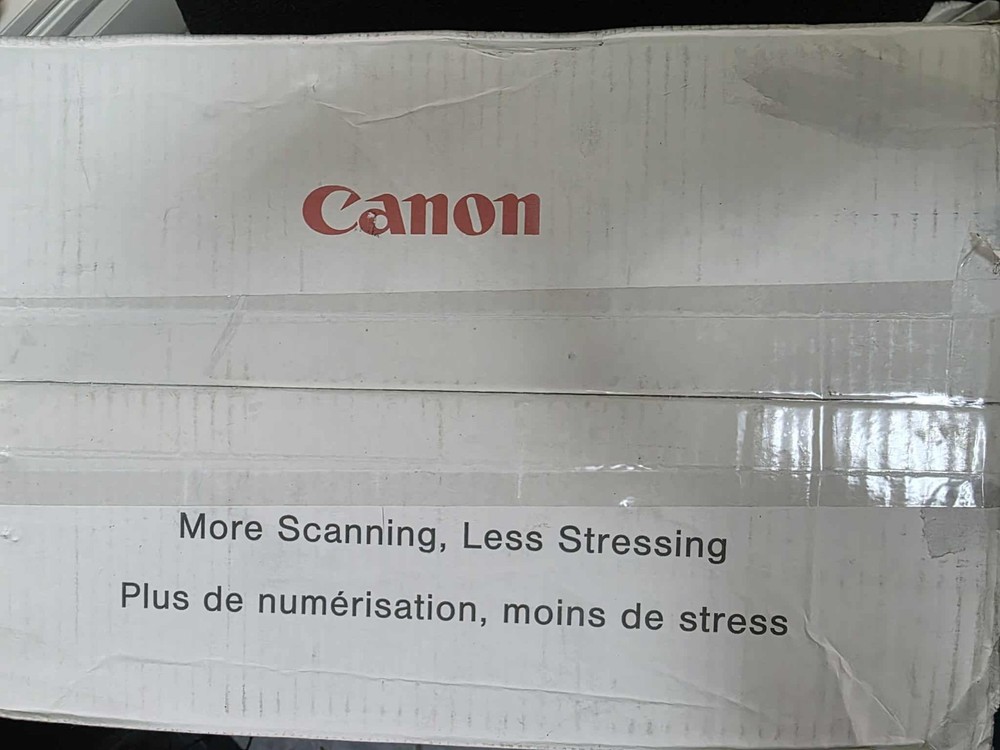 Canon
More Scanning, Less Stressing
Plus de numérisation, moins de stress